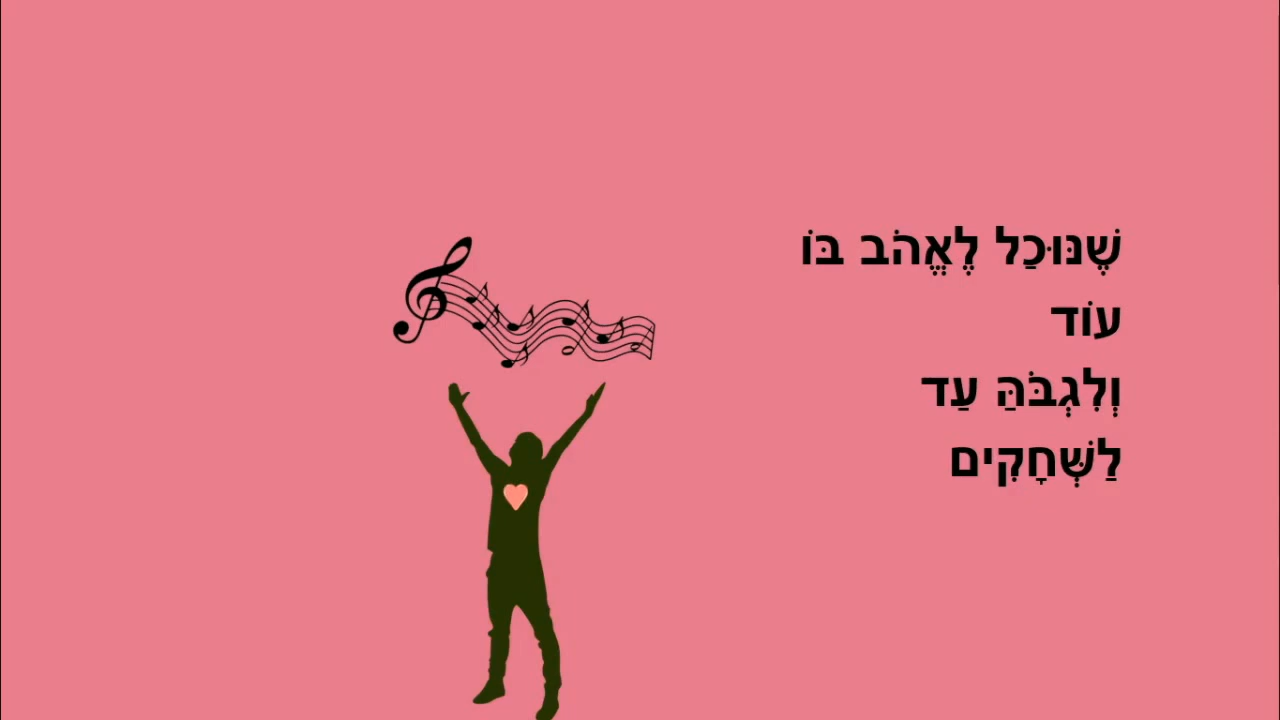 שֶׁנּוּכַל לֶאֱהֹב בּוֹ
עוֹד
וְלִגְבֹּהַּ עַד
לַשְּׁחָקִים